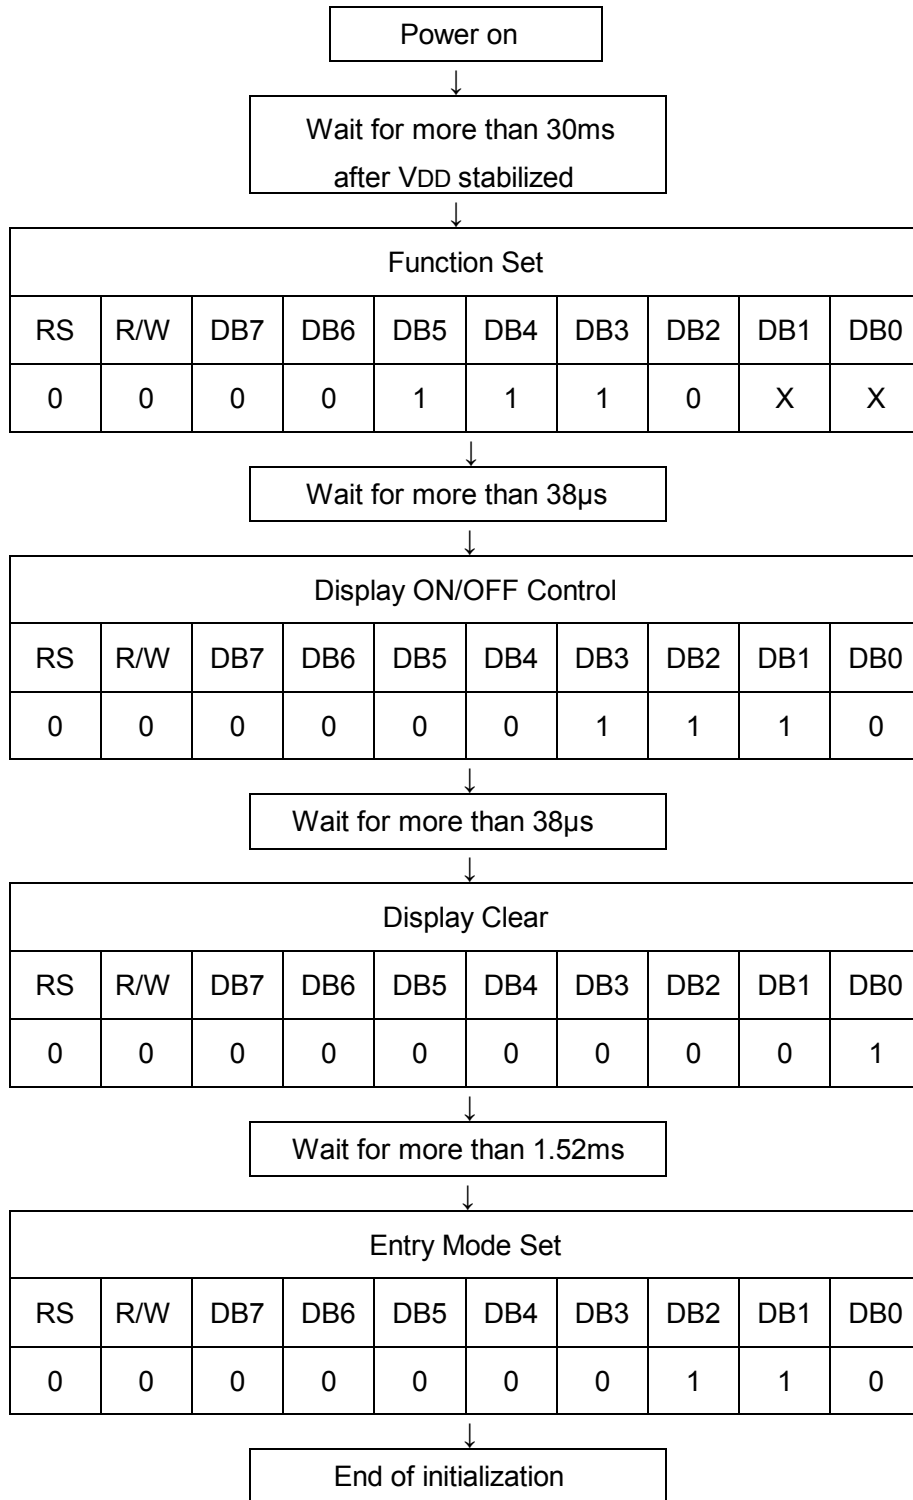 Power on
↓
Wait for more than 30ms
after VDD stabilized
↓
Function Set
RS R/W DB7 DB6 DB5 DB4 DB3 DB2 DB1 DB0
0 0 0 0 1 1 1 0 X X
↓
Wait for more than 38µs
↓
Display ON/OFF Control
RS R/W DB7 DB6 DB5 DB4 DB3 DB2 DB1 DB0
0 0 0 0 0 0 1 1 1 0
↓
Wait for more than 38µs
↓
Display Clear
RS R/W DB7 DB6 DB5 DB4 DB3 DB2 DB1 DB0
0 0 0 0 0 0 0 0 0 1
↓
Wait for more than 1.52ms
↓
Entry Mode Set
RS R/W DB7 DB6 DB5 DB4 DB3 DB2 DB1 DB0
0 0 0 0 0 0 0 1 1 0
↓
End of initialization